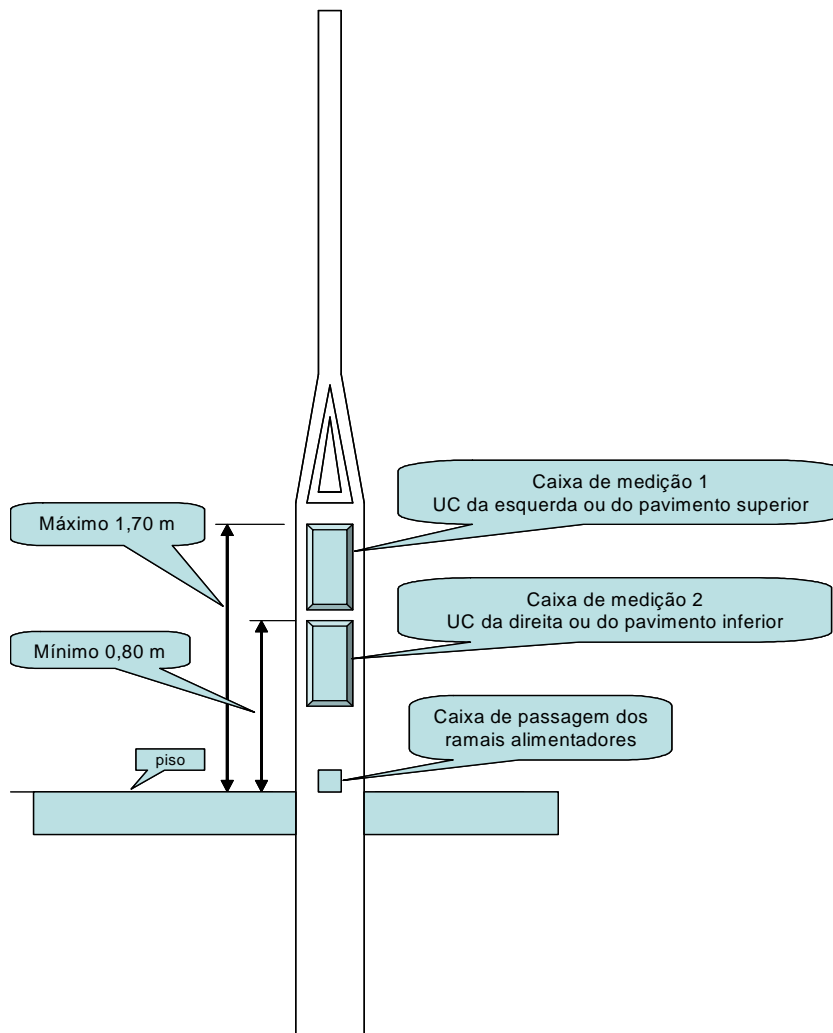 Caixa de medição 1
UC da esquerda ou do pavimento superior
Máximo 1,70 m
Caixa de medição 2
UC da direita ou do pavimento inferior
Mínimo 0,80 m
Caixa de passagem dos
ramais alimentadores
piso